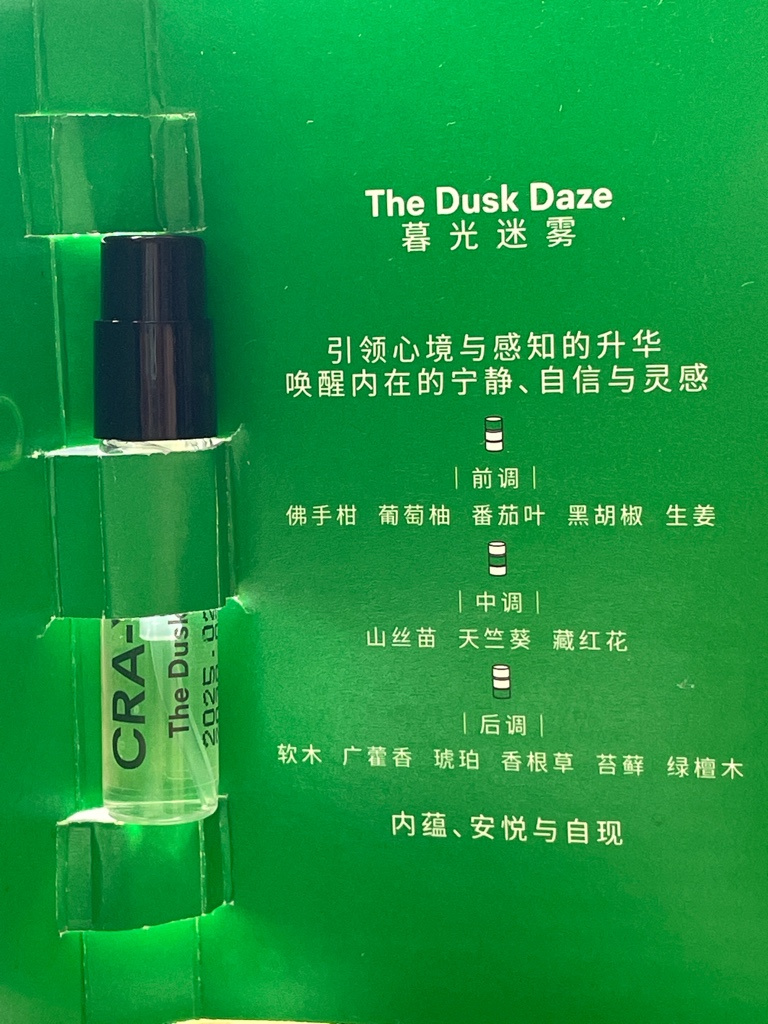 The Dusk Daze
暮光迷雾
引领心境与感知的升华
唤醒内在的宁静、自信与灵感
|前调|
佛手柑 葡萄柚 番茄叶 黑胡椒 生姜
|中调|
山丝苗 天竺葵 藏红花
|后调|
软木 广藿香 琥珀 香根草 苔藓 绿檀木
内蕴、安悦与自现
CRA-
The Dusk